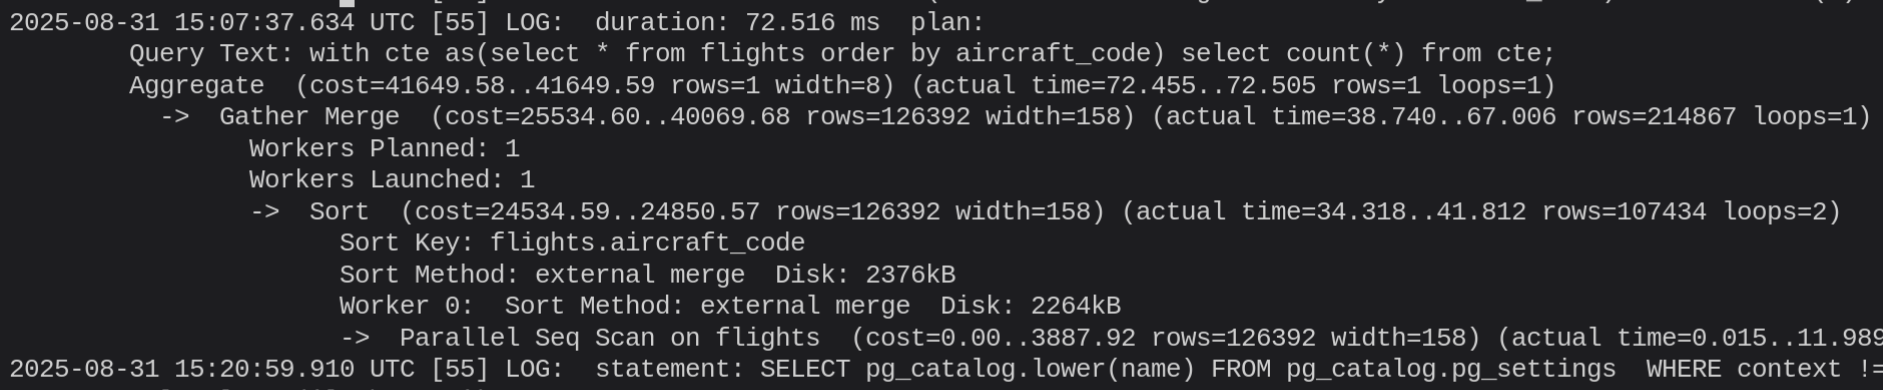 2025-08-31 15:07:37.634 UTC [55] LOG:  duration: 72.516 ms  plan:
Query Text: with cte as(select * from flights order by aircraft_code) select count(*) from cte;
Aggregate  (cost=41649.58..41649.59 rows=1 width=8) (actual time=72.455..72.505 rows=1 loops=1)
->  Gather Merge  (cost=25534.60..40069.68 rows=126392 width=158) (actual time=38.740..67.006 rows=214867 loops=1)
Workers Planned: 1
Workers Launched: 1
->  Sort  (cost=24534.59..24850.57 rows=126392 width=158) (actual time=34.318..41.812 rows=107434 loops=2)
Sort Key: flights.aircraft_code
Sort Method: external merge  Disk: 2376kB
Worker 0:  Sort Method: external merge  Disk: 2264kB
->  Parallel Seq Scan on flights  (cost=0.00..3887.92 rows=126392 width=158) (actual time=0.015..11.989
2025-08-31 15:20:59.910 UTC [55] LOG:  statement: SELECT pg_catalog.lower(name) FROM pg_catalog.pg_settings  WHERE context !=